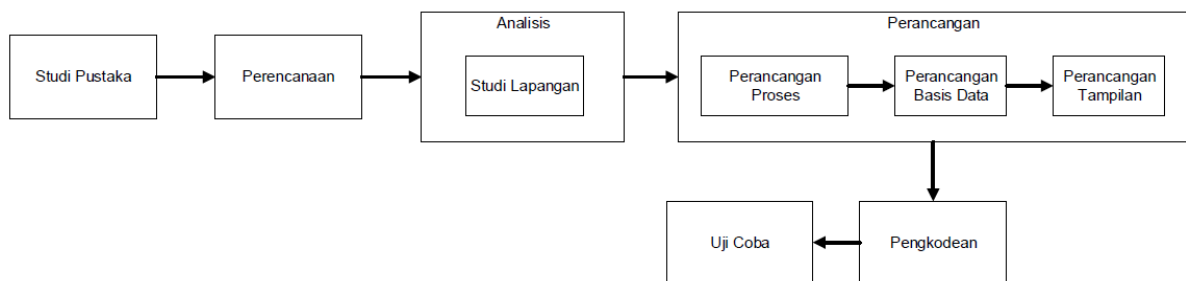 Analisis
Perancangan
Studi Pustaka
Perencanaan
Studi Lapangan
Perancangan
Proses
Perancangan
Basis Data
Perancangan
Tampilan
Uji Coba
Pengkodean